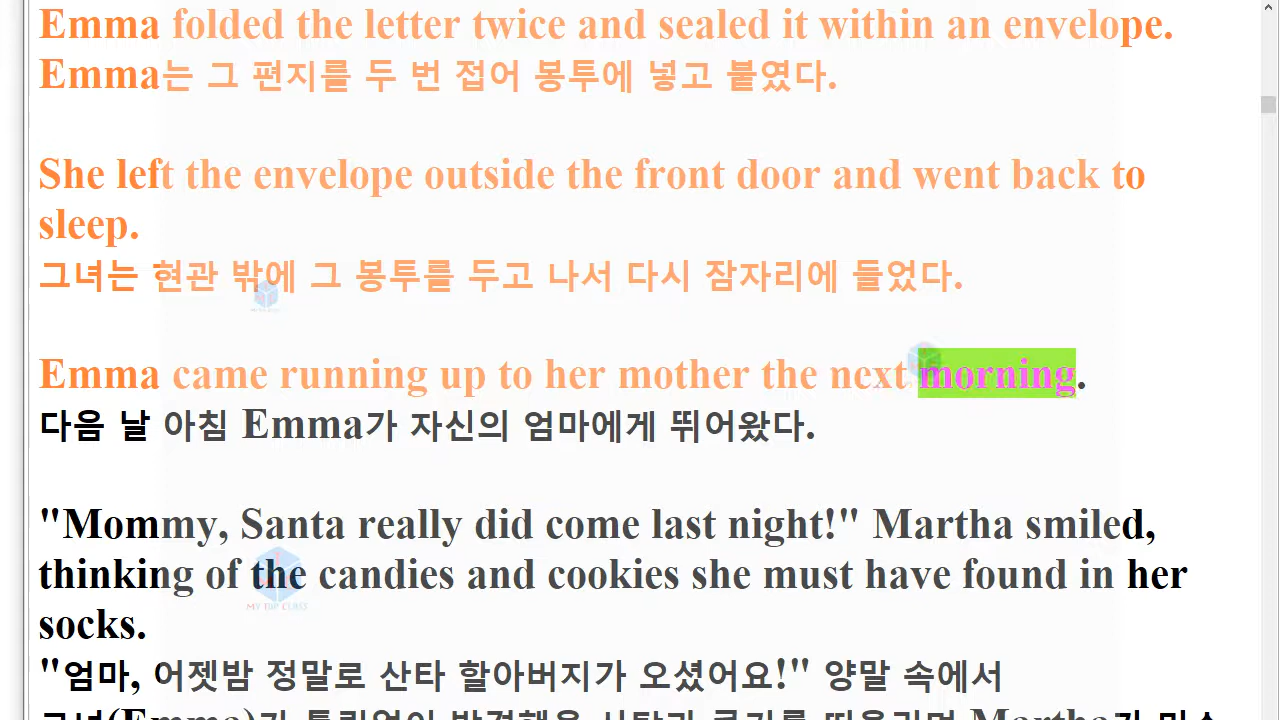 Emma folded the letter twice and sealed it within an envelope.
Emma는 그 편지를 두 번 접어 봉투에 넣고 붙였다.
She left the envelope outside the front door and went back to
sleep.
그녀는 현관 밖에 그 봉투를 두고 나서 다시 잠자리에 들었다.
Emma came running up to her mother the next morning.
다음 날 아침 Emma가 자신의 엄마에게 뛰어왔다.
"Mommy, Santa really did come last night!" Martha smiled,
thinking of the candies and cookies she must have found in her
socks.
MY TOP CLASS
"엄마, 어젯밤 정말로 산타 할아버지가 오셨어요!" 양말 속에서